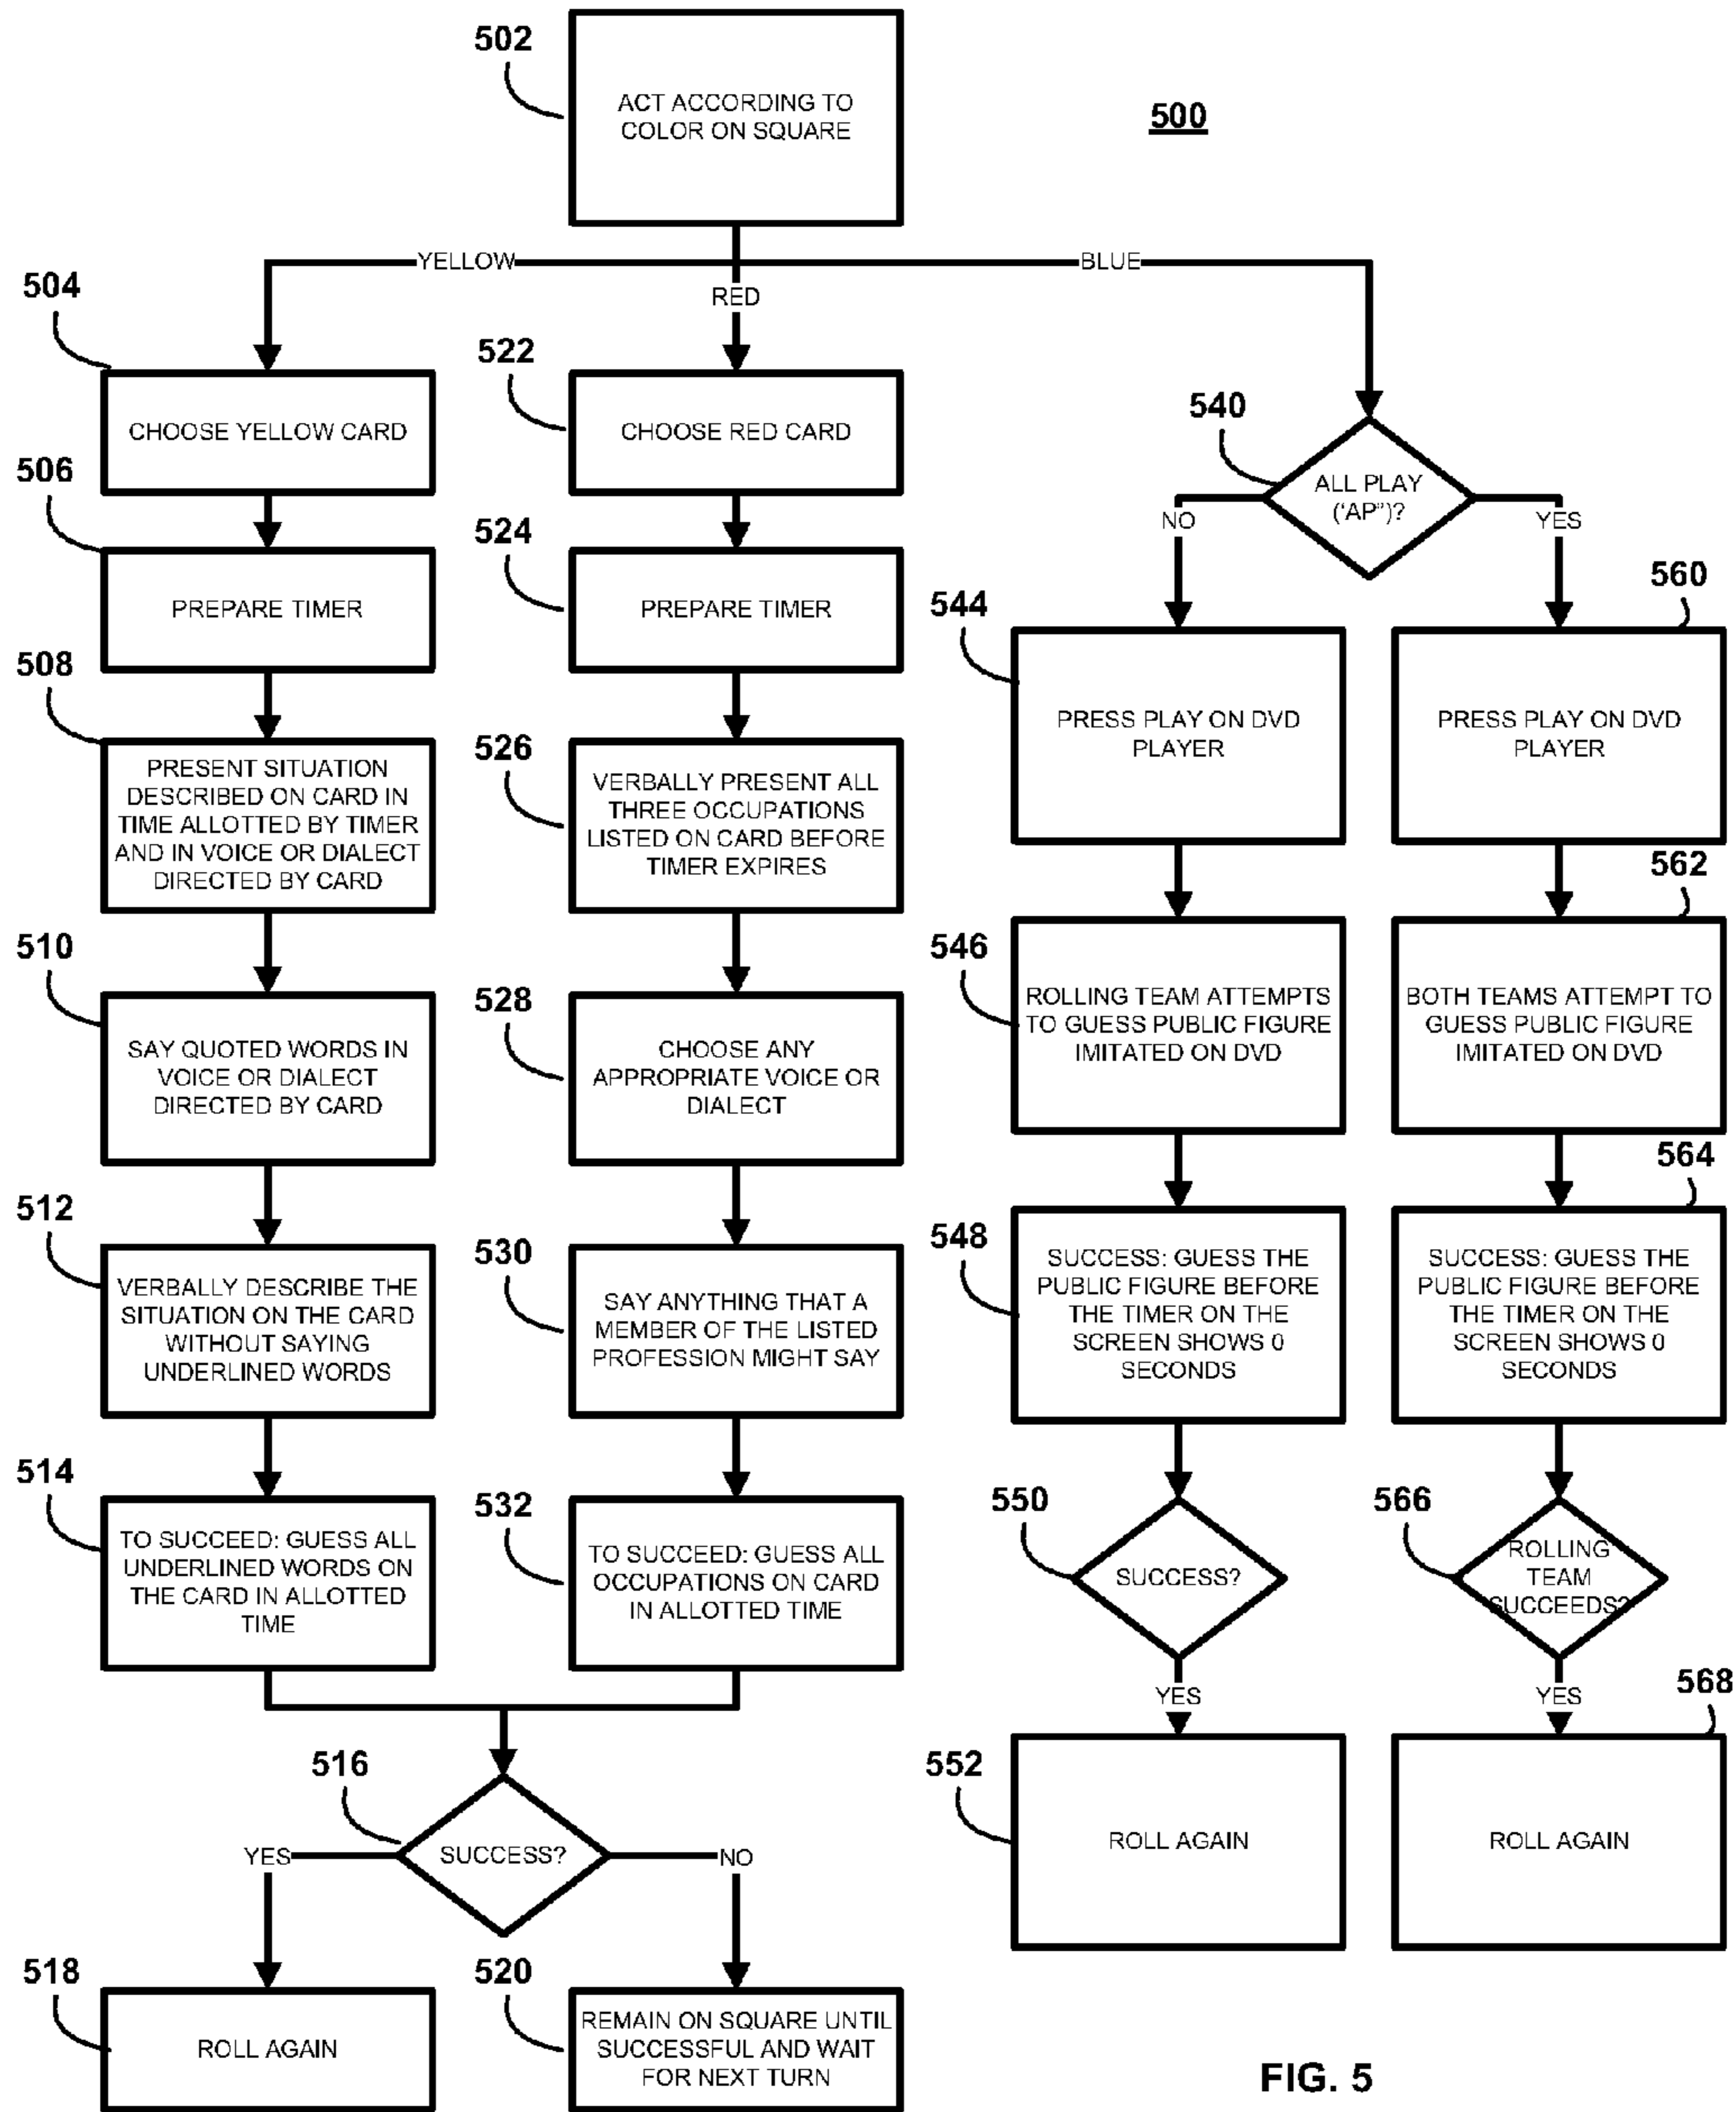 502
ACT ACCORDING TO
COLOR ON SQUARE
500
YELLOW
RED
BLUE
504
CHOOSE YELLOW CARD
506
PREPARE TIMER
508
PRESENT SITUATION
DESCRIBED ON CARD IN
TIME ALLOTTED BY TIMER
AND IN VOICE OR DIALECT
DIRECTED BY CARD
510
SAY QUOTED WORDS IN
VOICE OR DIALECT
DIRECTED BY CARD
512
VERBALLY DESCRIBE THE
SITUATION ON THE CARD
WITHOUT SAYING
UNDERLINED WORDS
514
TO SUCCEED: GUESS ALL
UNDERLINED WORDS ON
THE CARD IN ALLOTTED
TIME
522
CHOOSE RED CARD
524
PREPARE TIMER
526
VERBALLY PRESENT ALL
THREE OCCUPATIONS
LISTED ON CARD BEFORE
TIMER EXPIRES
528
CHOOSE ANY
APPROPRIATE VOICE OR
DIALECT
530
SAY ANYTHING THAT A
MEMBER OF THE LISTED
PROFESSION MIGHT SAY
532
TO SUCCEED: GUESS ALL
OCCUPATIONS ON CARD
IN ALLOTTED TIME
516
SUCCESS?
YES
NO
518
ROLL AGAIN
520
REMAIN ON SQUARE UNTIL
SUCCESSFUL AND WAIT
FOR NEXT TURN
540
ALL PLAY
('AP")?
NO
YES
544
PRESS PLAY ON DVD
PLAYER
546
ROLLING TEAM ATTEMPTS
TO GUESS PUBLIC FIGURE
IMITATED ON DVD
548
SUCCESS: GUESS THE
PUBLIC FIGURE BEFORE
THE TIMER ON THE
SCREEN SHOWS 0
SECONDS
550
SUCCESS?
YES
552
ROLL AGAIN
560
PRESS PLAY ON DVD
PLAYER
562
BOTH TEAMS ATTEMPT TO
GUESS PUBLIC FIGURE
IMITATED ON DVD
564
SUCCESS: GUESS THE
PUBLIC FIGURE BEFORE
THE TIMER ON THE
SCREEN SHOWS 0
SECONDS
566
ROLLING
TEAM
SUCCEEDS?
YES
568
ROLL AGAIN
FIG. 5